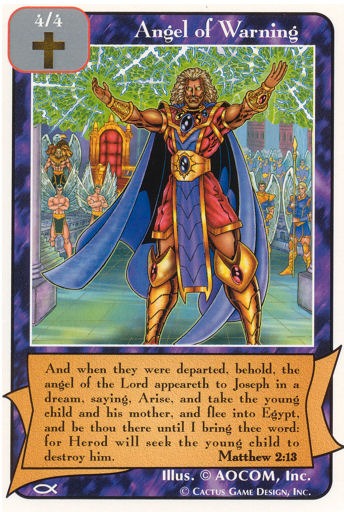 4/4
Angel of Warning
And when they were departed, behold, the
angel of the Lord appeareth to Joseph in a
dream, saying, Arise, and take the young
child and his mother, and flee into Egypt,
and be thou there until I bring thee word:
for Herod will seek the young child to
destroy him. Matthew 2:13
Illus. © AOCOM, Inc.
© Cactus Game Design, Inc.